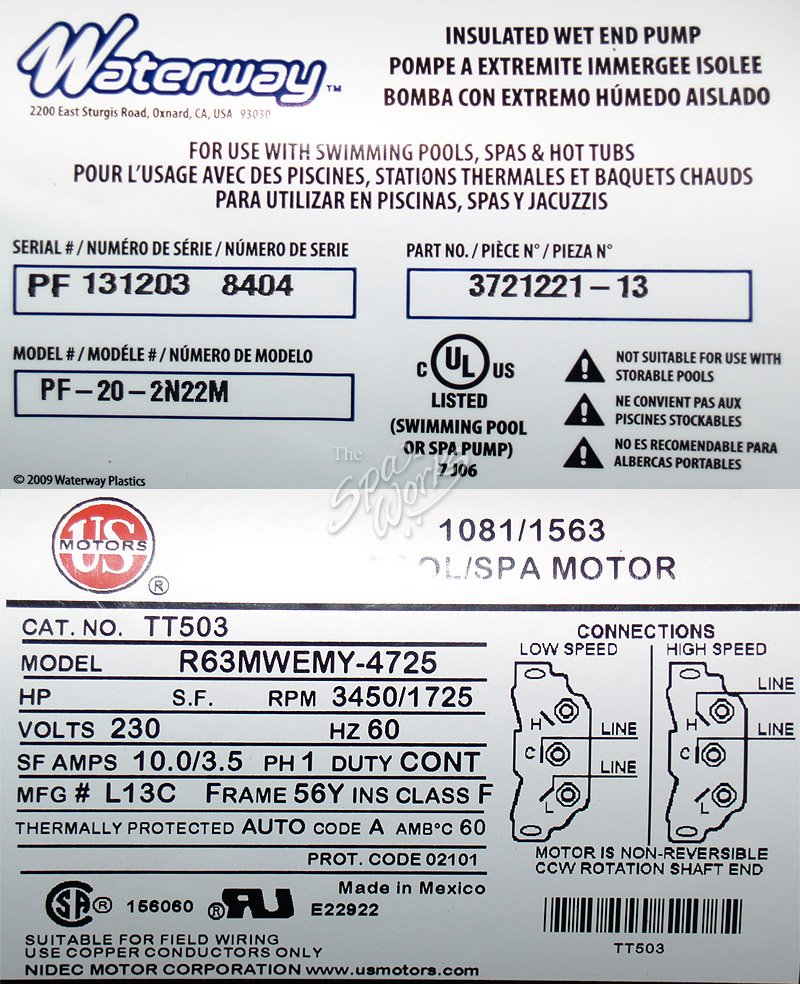 Waterway™
2200 East Sturgis Road, Oxnard, CA, USA 93030
INSULATED WET END PUMP
POMPE A EXTREMITE IMMERGEE ISOLEE
BOMBA CON EXTREMO HÚMEDO AISLADO
FOR USE WITH SWIMMING POOLS, SPAS & HOT TUBS
POUR L'USAGE AVEC DES PISCINES, STATIONS THERMALES ET BAQUETS CHAUDS
PARA UTILIZAR EN PISCINAS, SPAS Y JACUZZIS
SERIAL # / NUMÉRO DE SÉRIE / NÚMERO DE SERIE
PF 131203 8404
PART NO. / PIÈCE N° / PIEZA N°
3721221-13
MODEL # / MODÉLE # / NÚMERO DE MODELO
PF-20-2N22M
C UL US
LISTED
(SWIMMING POOL
OR SPA PUMP)
7J06
NOT SUITABLE FOR USE WITH
STORABLE POOLS
NE CONVIENT PAS AUX
PISCINES STOCKABLES
NO ES RECOMENDABLE PARA
ALBERCAS PORTABLES
© 2009 Waterway Plastics
The
Spa
Works
US
MOTORS
®
1081/1563
POOL/SPA MOTOR
CAT. NO. TT503
MODEL R63MWEMY-4725
HP S.F. RPM 3450/1725
VOLTS 230 HZ 60
SF AMPS 10.0/3.5 PH 1 DUTY CONT
MFG # L13C FRAME 56Y INS CLASS F
THERMALLY PROTECTED AUTO CODE A AMB°C 60
PROT. CODE 02101
CONNECTIONS
LOW SPEED
H
C
L
LINE
LINE
HIGH SPEED
H
C
L
LINE
LINE
MOTOR IS NON-REVERSIBLE
CCW ROTATION SHAFT END
SA® 156060 ®RU E22922
Made in Mexico
SUITABLE FOR FIELD WIRING
USE COPPER CONDUCTORS ONLY
NIDEC MOTOR CORPORATION www.usmotors.com
TT503